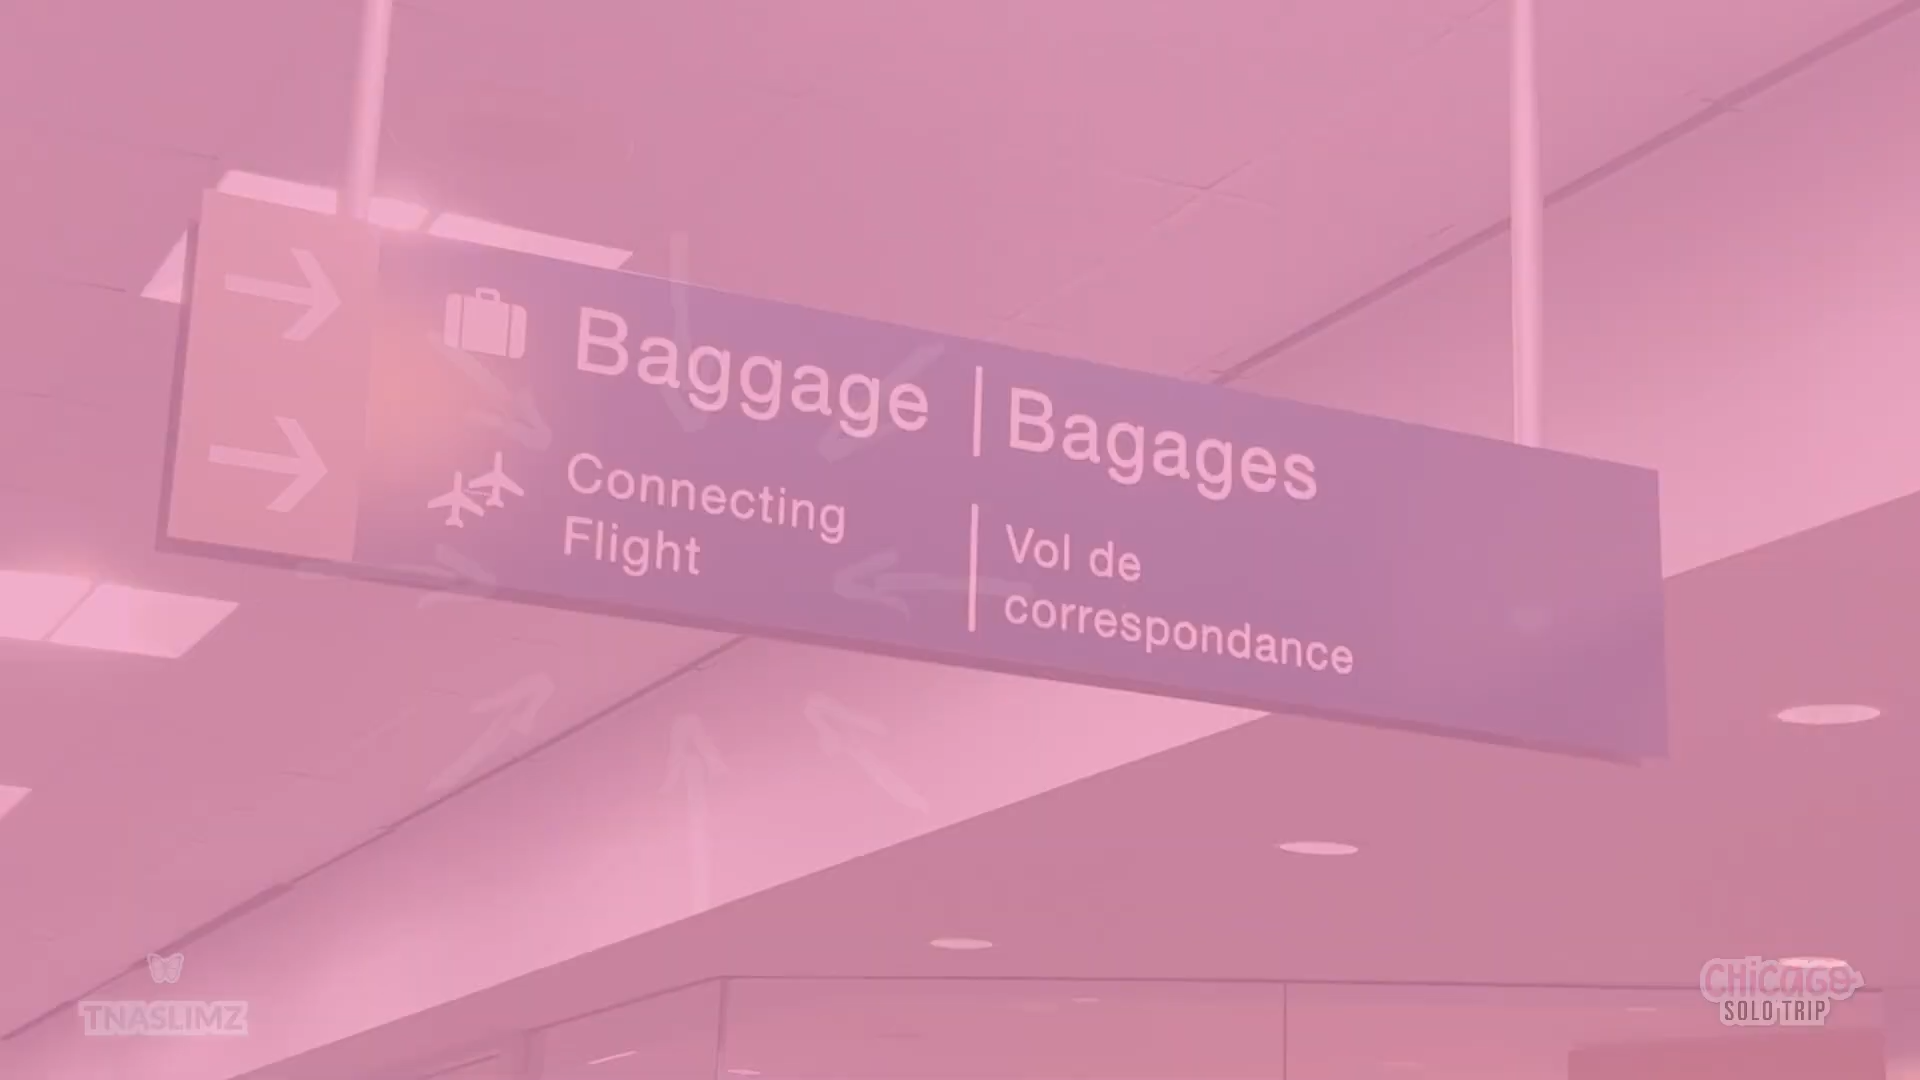 Baggage | Bagages
Connecting
Flight
Vol de
correspondance
TNASLIMZ
CHICAGO
SOLO TRIP